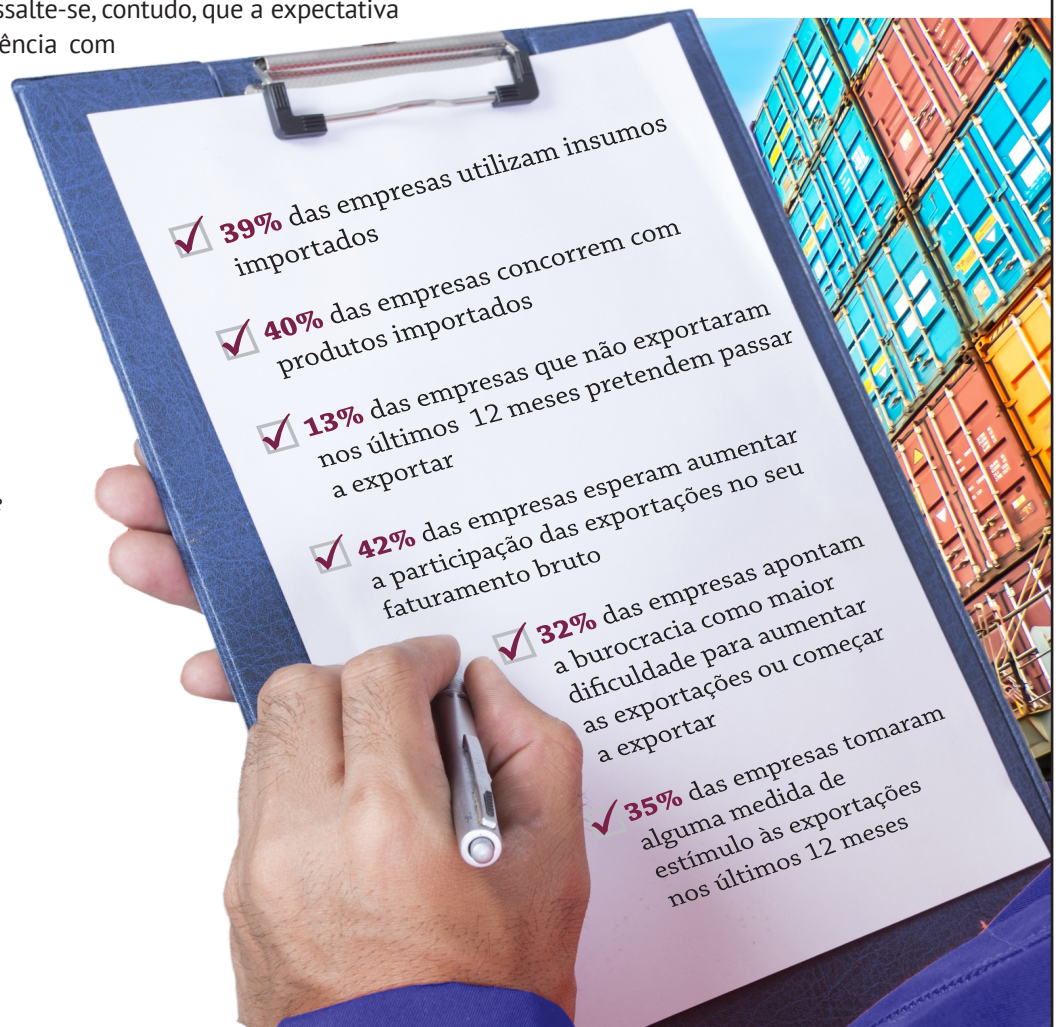 ssalte-se, contudo, que a expectativa
ência com
39% das empresas utilizam insumos
importados
40% das empresas concorrem com
produtos importados
13% das empresas que não exportaram
nos últimos 12 meses pretendem passar
a exportar
42% das empresas esperam aumentar
a participação das exportações no seu
faturamento bruto
32% das empresas apontam
a burocracia como maior
dificuldade para aumentar
as exportações ou começar
a exportar
35% das empresas tomaram
alguma medida de
estímulo às exportações
nos últimos 12 meses